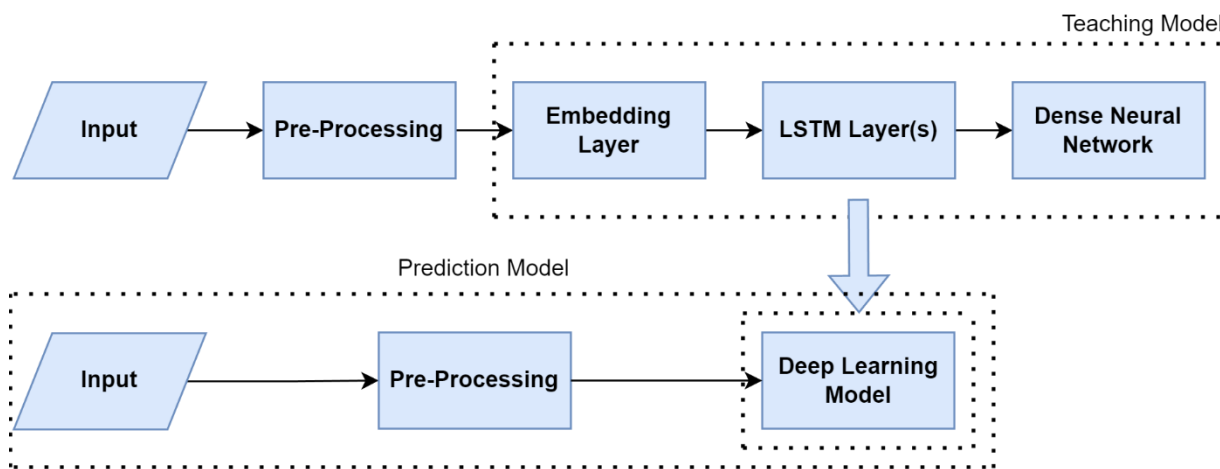 Teaching Model
Input
Pre-Processing
Embedding
Layer
LSTM Layer(s)
Dense Neural
Network
Prediction Model
Input
Pre-Processing
Deep Learning
Model